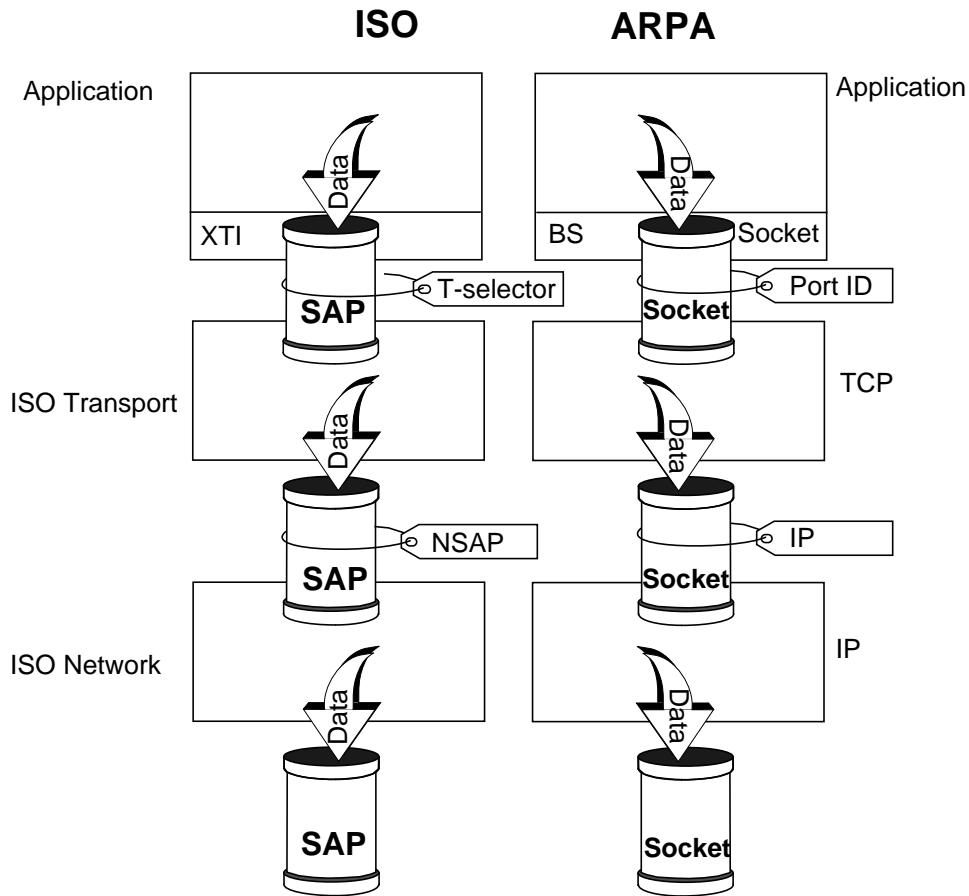 ISO ARPA
Application Application
Data Data
XTI BS Socket
T-selector Port ID
SAP Socket
ISO Transport TCP
Data Data
NSAP IP
SAP Socket
ISO Network IP
Data Data
SAP Socket